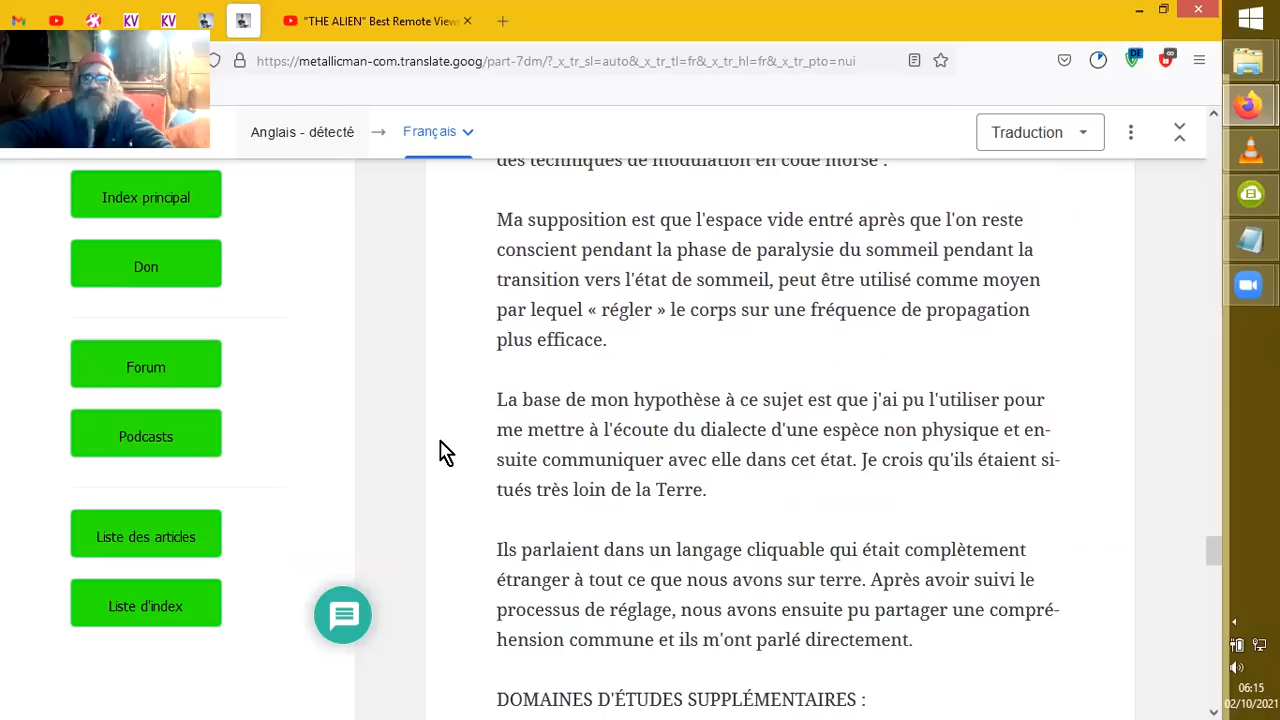 "THE ALIEN" Best Remote View
https://metallicman-com.translate.goog/part-7dm/?_x_tr_sl=auto&_x_tr_tl=fr&_x_tr_hl=fr&_x_tr_pto=nui
DE
Anglais - détecté
Français
Traduction
Index principal
Don
Forum
Podcasts
Liste des articles
Liste d'index
des techniques de modulation en code morse .
Ma supposition est que l'espace vide entré après que l'on reste
conscient pendant la phase de paralysie du sommeil pendant la
transition vers l'état de sommeil, peut être utilisé comme moyen
par lequel « régler » le corps sur une fréquence de propagation
plus efficace.
La base de mon hypothèse à ce sujet est que j'ai pu l'utiliser pour
me mettre à l'écoute du dialecte d'une espèce non physique et en-
suite communiquer avec elle dans cet état. Je crois qu'ils étaient si-
tués très loin de la Terre.
Ils parlaient dans un langage cliquable qui était complètement
étranger à tout ce que nous avons sur terre. Après avoir suivi le
processus de réglage, nous avons ensuite pu partager une compré-
hension commune et ils m'ont parlé directement.
DOMAINES D'ÉTUDES SUPPLÉMENTAIRES :
06:15
02/10/2021